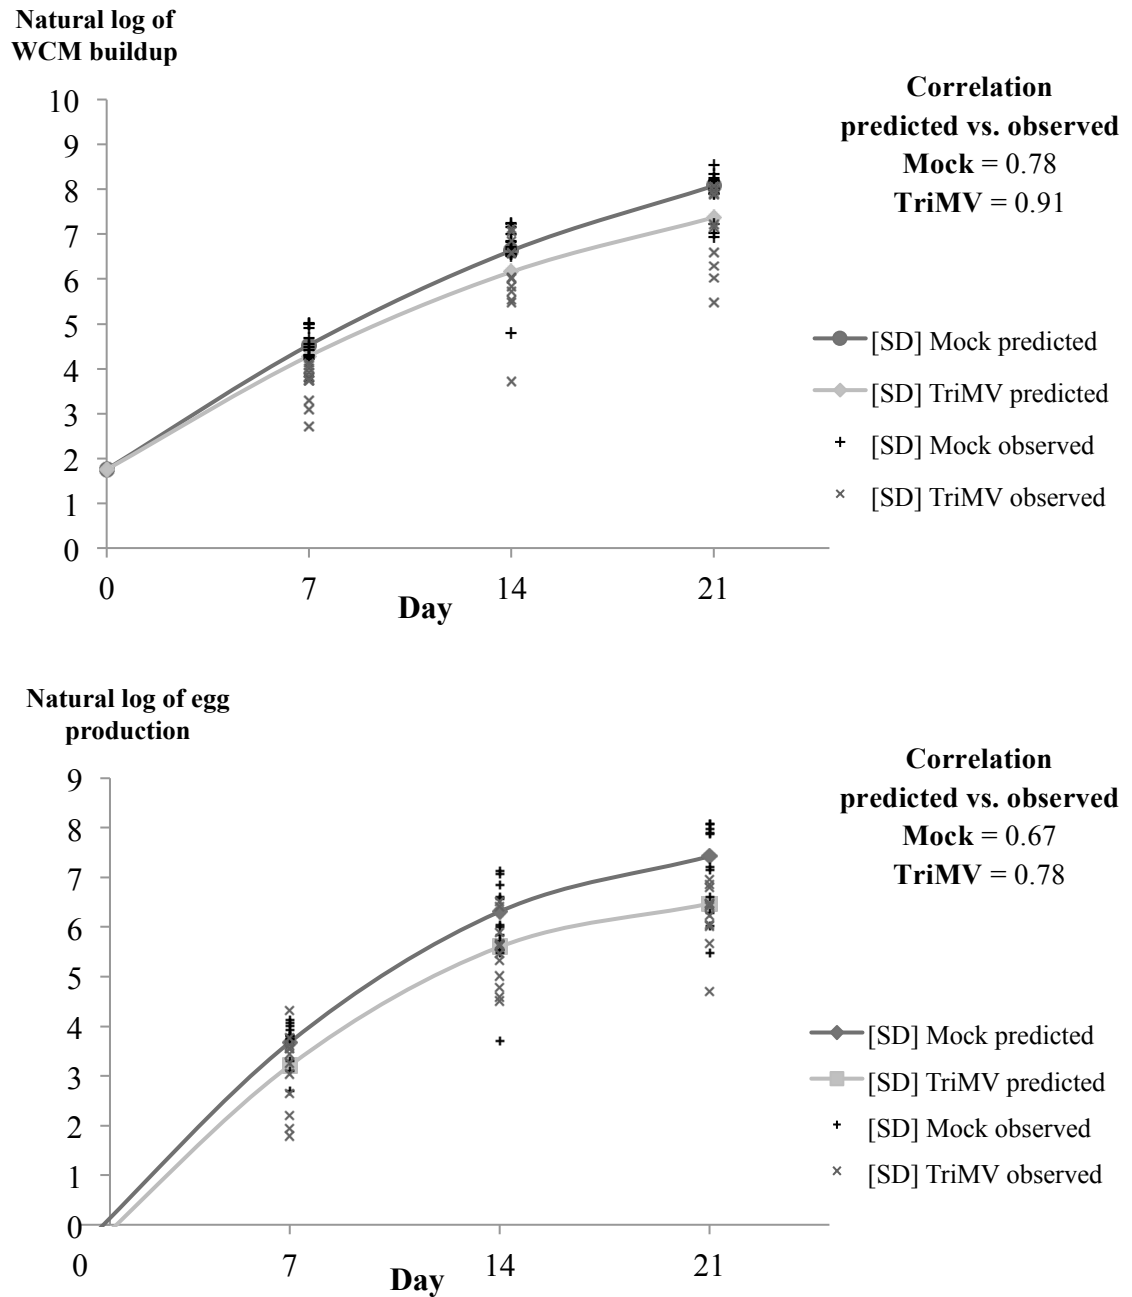 Natural log of
WCM buildup
10
9
8
7
6
5
4
3
2
1
0
0
7
14
21
Day
Correlation
predicted vs. observed
Mock = 0.78
TriMV = 0.91
[SD] Mock predicted
[SD] TriMV predicted
[SD] Mock observed
[SD] TriMV observed
Natural log of egg
production
9
8
7
6
5
4
3
2
1
0
0
7
14
21
Day
Correlation
predicted vs. observed
Mock = 0.67
TriMV = 0.78
[SD] Mock predicted
[SD] TriMV predicted
[SD] Mock observed
[SD] TriMV observed